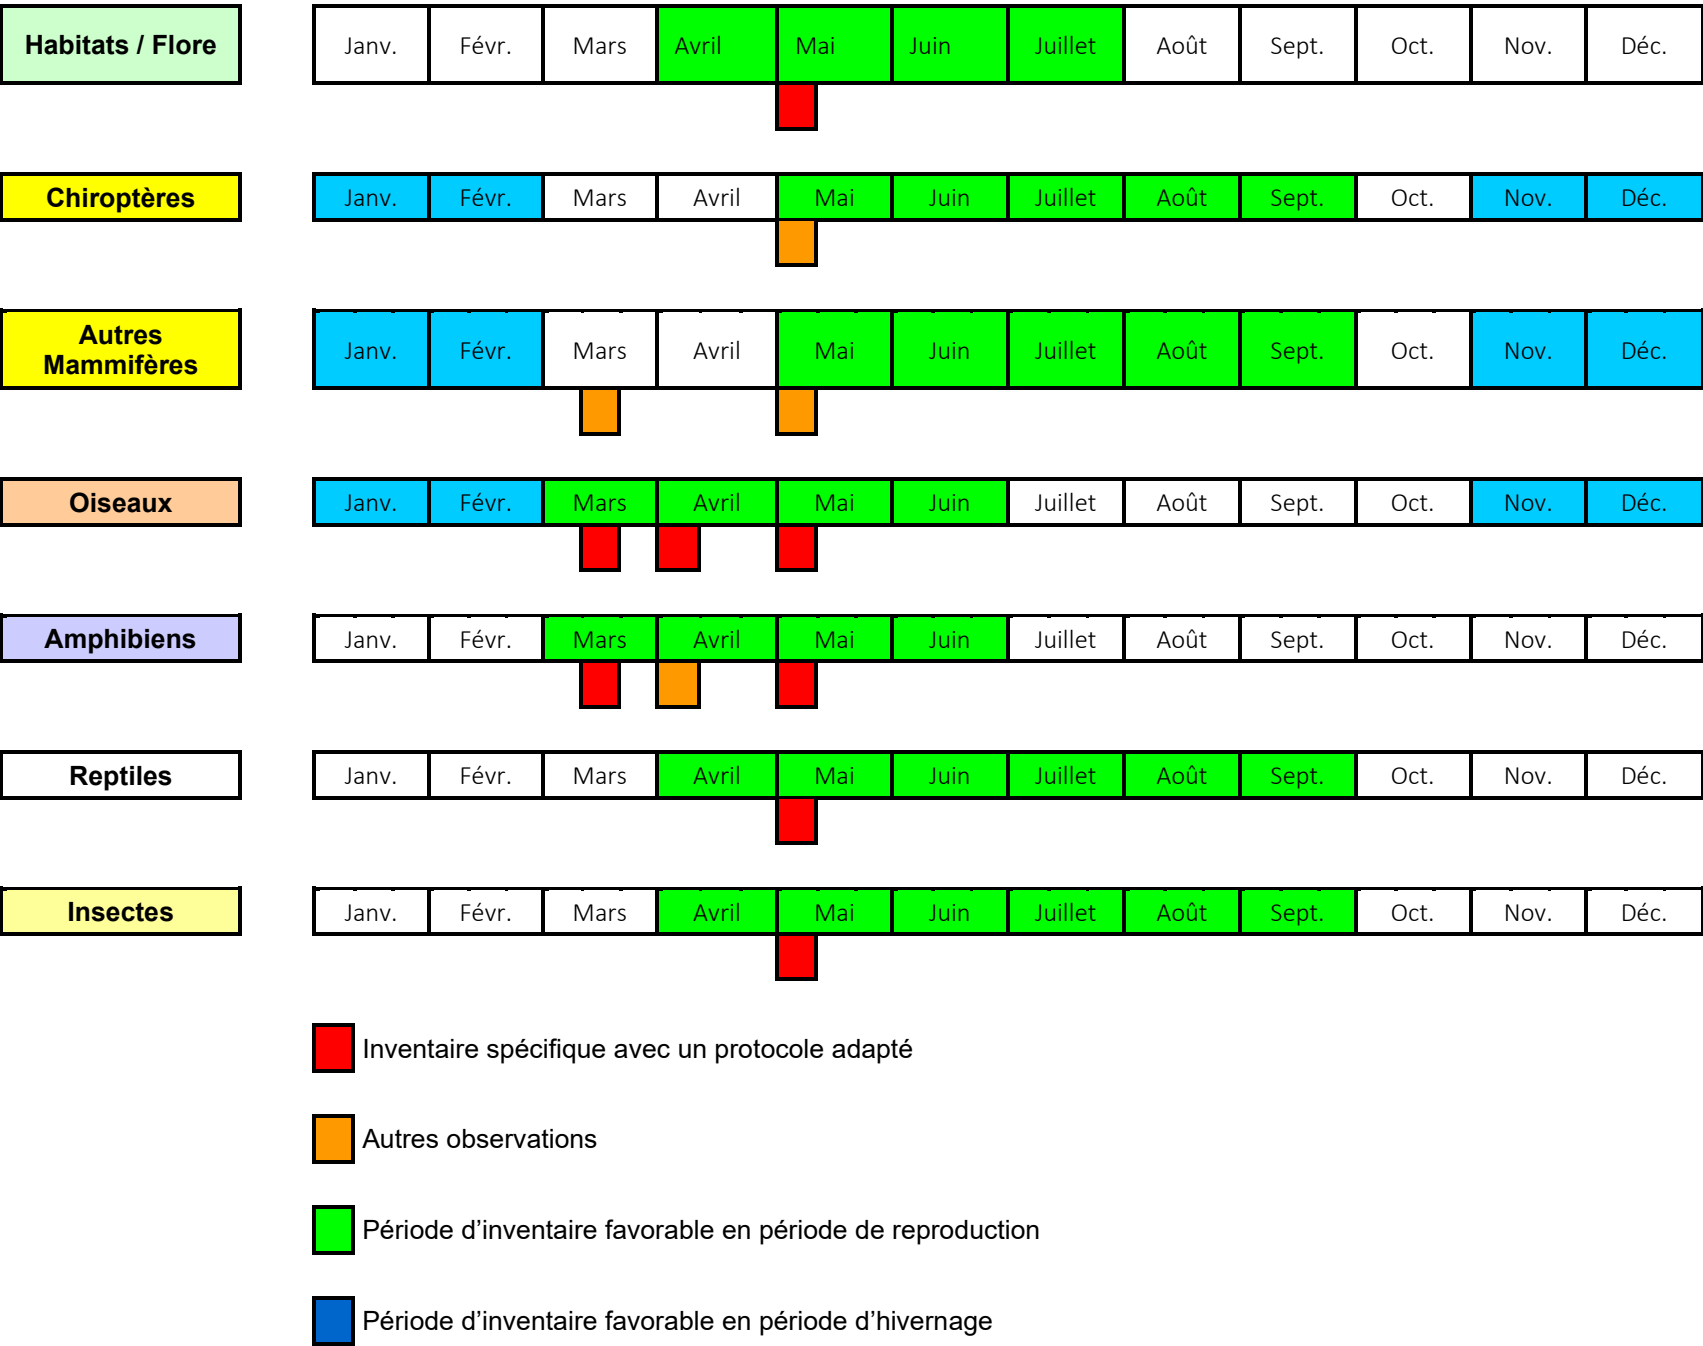 Habitats / Flore Janv. Févr. Mars Avril Mai Juin Juillet Août Sept. Oct. Nov. Déc.
Chiroptères Janv. Févr. Mars Avril Mai Juin Juillet Août Sept. Oct. Nov. Déc.
Autres
Mammifères Janv. Févr. Mars Avril Mai Juin Juillet Août Sept. Oct. Nov. Déc.
Oiseaux Janv. Févr. Mars Avril Mai Juin Juillet Août Sept. Oct. Nov. Déc.
Amphibiens Janv. Févr. Mars Avril Mai Juin Juillet Août Sept. Oct. Nov. Déc.
Reptiles Janv. Févr. Mars Avril Mai Juin Juillet Août Sept. Oct. Nov. Déc.
Insectes Janv. Févr. Mars Avril Mai Juin Juillet Août Sept. Oct. Nov. Déc.
Inventaire spécifique avec un protocole adapté
Autres observations
Période d’inventaire favorable en période de reproduction
Période d’inventaire favorable en période d’hivernage